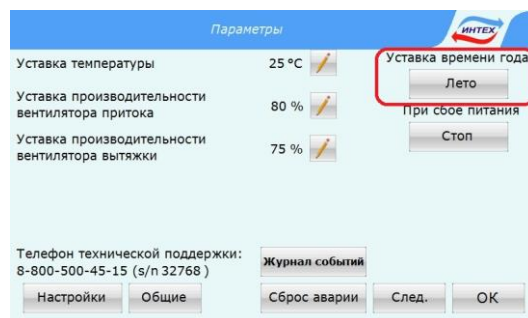 Параметры
ИНТЕХ
Уставка температуры
25 °C
Уставка времени года
Лето
Уставка производительности
вентилятора притока
80 %
При сбое питания
Стоп
Уставка производительности
вентилятора вытяжки
75 %
Телефон технической поддержки:
8-800-500-45-15 (s/n 32768 )
Журнал событий
Настройки
Общие
Сброс аварии
След.
OK